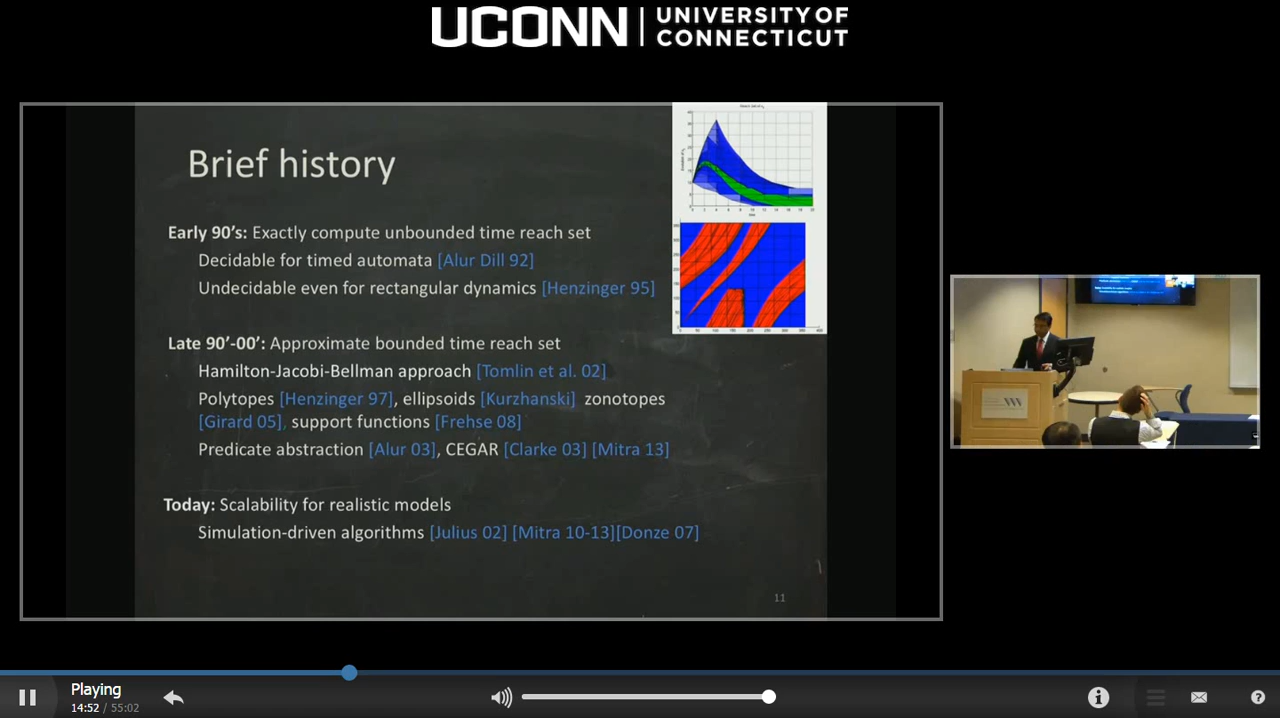 UCONN
UNIVERSITY OF
CONNECTICUT
Brief history
Early 90's: Exactly compute unbounded time reach set
Decidable for timed automata [Alur Dill 92]
Undecidable even for rectangular dynamics [Henzinger 95]
Late 90'-00': Approximate bounded time reach set
Hamilton-Jacobi-Bellman approach [Tomlin et al. 02]
Polytopes [Henzinger 97], ellipsoids [Kurzhanski] zonotopes
[Girard 05], support functions [Frehse 08]
Predicate abstraction [Alur 03], CEGAR [Clarke 03] [Mitra 13]
Today: Scalability for realistic models
Simulation-driven algorithms [Julius 02] [Mitra 10-13][Donze 07]
11
Playing
14:52 / 55:02